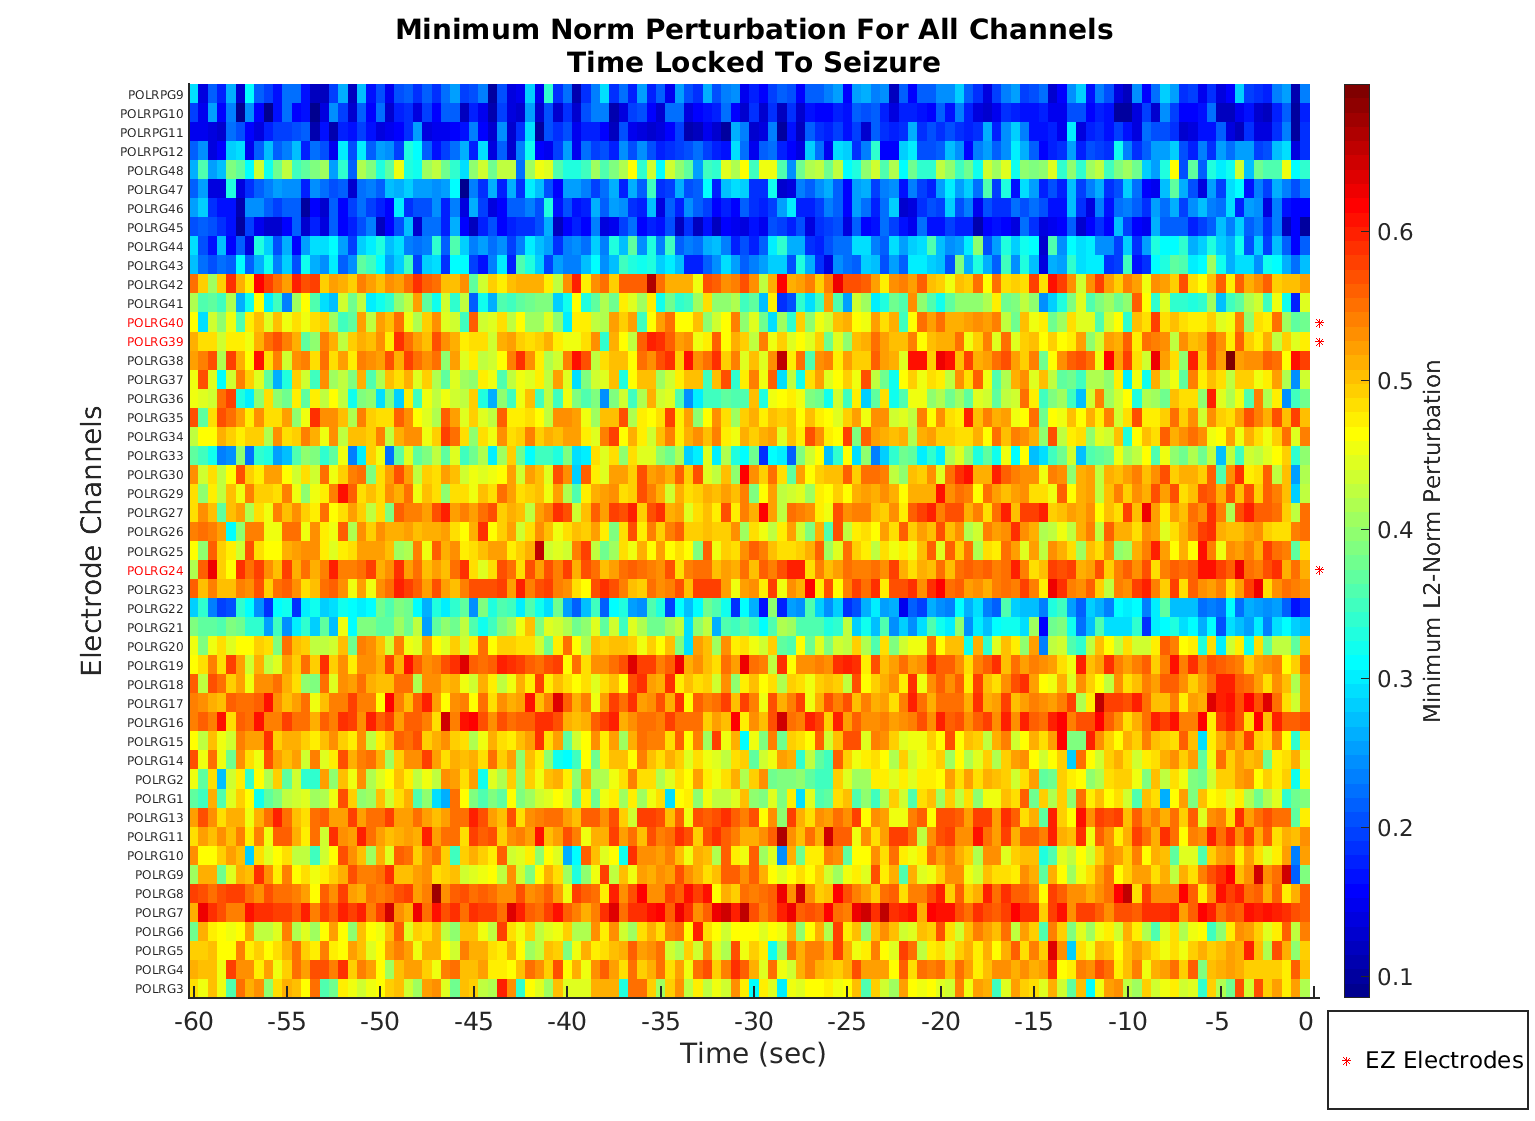 Minimum Norm Perturbation For All Channels
Time Locked To Seizure
POLRPG9
POLRPG10
POLRPG11
POLRPG12
POLRG48
POLRG47
POLRG46
POLRG45
POLRG44
POLRG43
POLRG42
POLRG41
POLRG40
POLRG39
POLRG38
POLRG37
POLRG36
POLRG35
POLRG34
POLRG33
POLRG30
POLRG29
POLRG27
POLRG26
POLRG25
POLRG24
POLRG23
POLRG22
POLRG21
POLRG20
POLRG19
POLRG18
POLRG17
POLRG16
POLRG15
POLRG14
POLRG2
POLRG1
POLRG13
POLRG11
POLRG10
POLRG9
POLRG8
POLRG7
POLRG6
POLRG5
POLRG4
POLRG3
Electrode Channels
-60 -55 -50 -45 -40 -35 -30 -25 -20 -15 -10 -5 0
Time (sec)
0.6
0.5
0.4
0.3
0.2
0.1
Minimum L2-Norm Perturbation
* EZ Electrodes